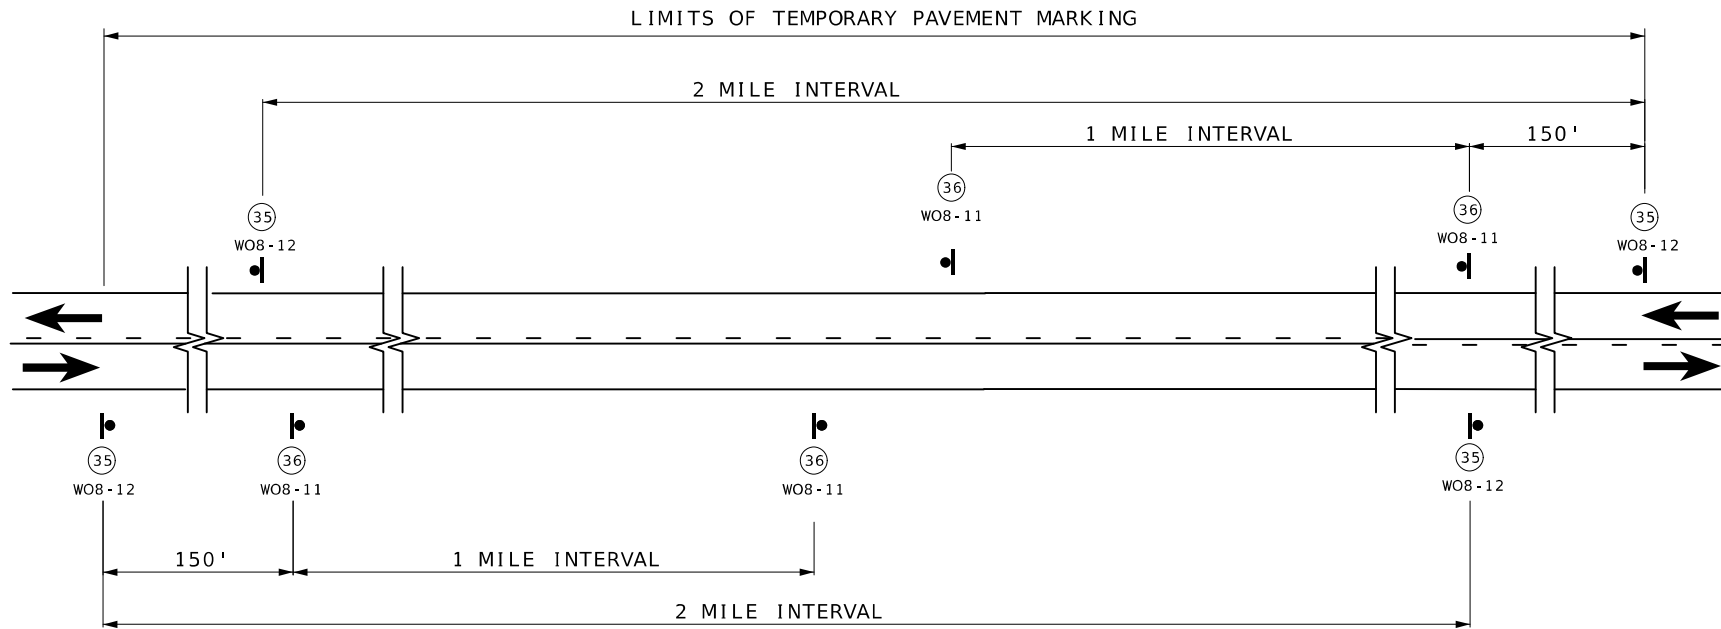 LIMITS OF TEMPORARY PAVEMENT MARKING
2 MILE INTERVAL
1 MILE INTERVAL 150'
36
WO8-11
35
WO8-12
36
WO8-11
35
WO8-12
35
WO8-12
36
WO8-11
36
WO8-11
35
WO8-12
150' 1 MILE INTERVAL
2 MILE INTERVAL